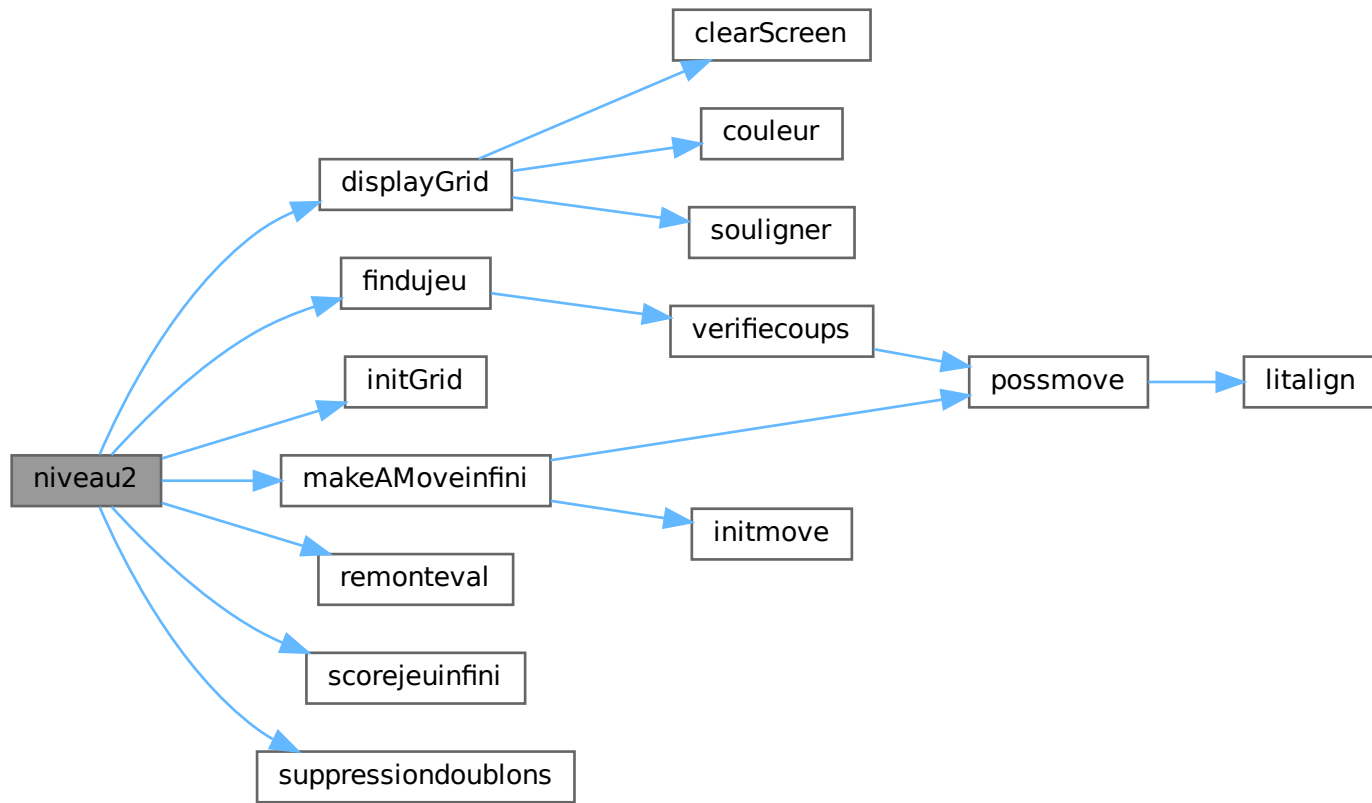 clearScreen
couleur
displayGrid
souligner
findujeu
verifiecoups
initGrid
possmove
litalign
niveau2
makeAMoveinfini
initmove
remonteval
scorejeuinfini
suppressiondoublons